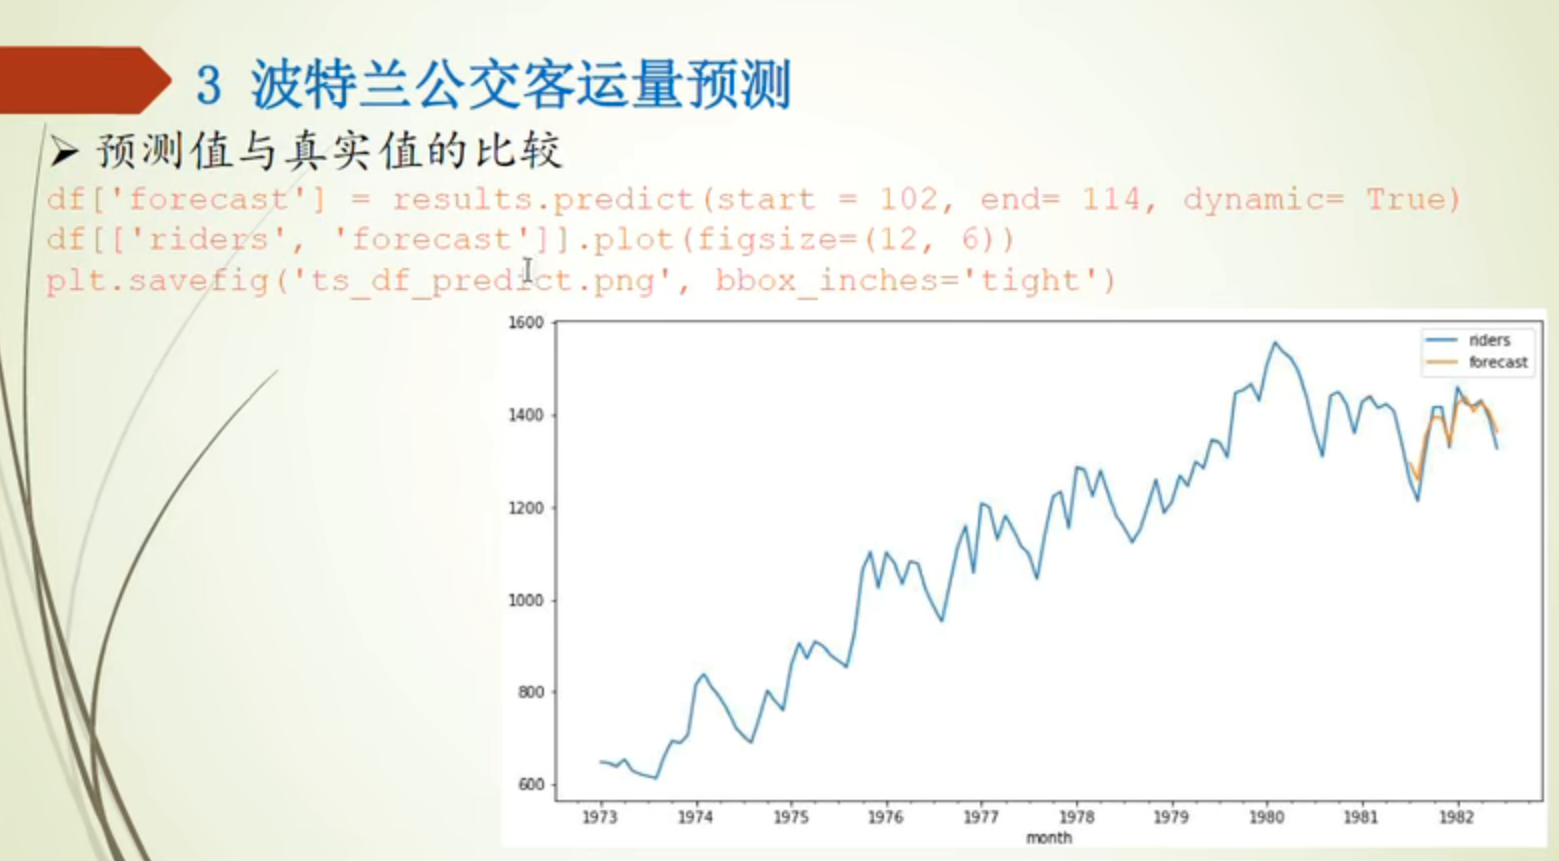 3 波特兰公交客运量预测
➤ 预测值与真实值的比较
df['forecast'] = results.predict(start = 102, end= 114, dynamic= True)
df[['riders', 'forecast']].plot(figsize=(12, 6))
plt.savefig('ts_df_predict.png', bbox_inches='tight')
riders
forecast
1600
1400
1200
1000
800
600
1973 1974 1975 1976 1977 1978 1979 1980 1981 1982
month